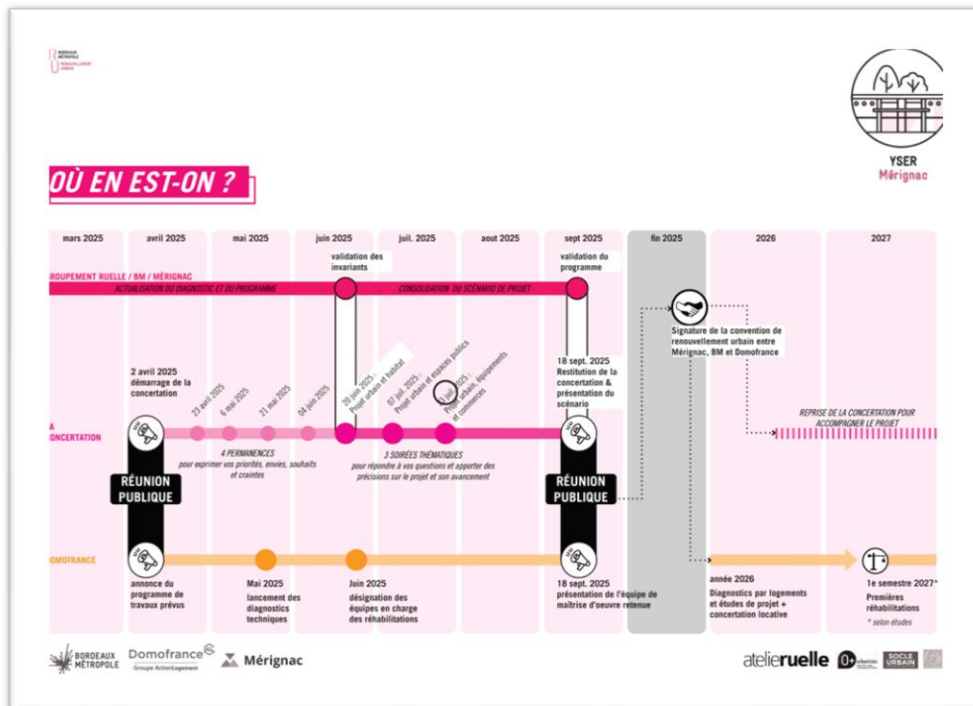 BORDEAUX
MÉTROPOLE
RENOUVELLEMENT
URBAIN
YSER
Mérignac
OÙ EN EST-ON ?
mars 2025
avril 2025
mai 2025
juin 2025
juil. 2025
aout 2025
sept 2025
fin 2025
2026
2027
validation des
invariants
validation du
programme
ROUPEMENT RUELLE / BM / MÉRIGNAC
ACTUALISATION DU DIAGNOSTIC ET DU PROGRAMME
CONSOLIDATION DU SCÉNARIO DE PROJET
Signature de la convention de
renouvellement urbain entre
Mérignac, BM et Domofrance
2 avril 2025
démarrage de la
concertation
23 avril 2025
6 mai 2025
21 mai 2025
04 juin 2025
20 juin 2025 :
Projet urbain et habitat
07 juil. 2025 :
Projet urbain et espaces publics
juil. 2025 :
Projet urbain, équipements
et commerces
18 sept. 2025
Restitution de la
concertation &
présentation du
scénario
REPRISE DE LA CONCERTATION POUR
ACCOMPAGNER LE PROJET
A
ONCERTATION
4 PERMANENCES
pour exprimer vos priorités, envies, souhaits
et craintes
3 SOIRÉES THÉMATIQUES
pour répondre à vos questions et apporter des
précisions sur le projet et son avancement
RÉUNION
PUBLIQUE
RÉUNION
PUBLIQUE
OMOFRANCE
annonce du
programme de
travaux prévus
Mai 2025
lancement des
diagnostics
techniques
Juin 2025
désignation des
équipes en charge
des réhabilitations
18 sept. 2025
présentation de l'équipe de
maîtrise d'oeuvre retenue
année 2026
Diagnostics par logements
et études de projet +
concertation locative
1e semestre 2027*
Premières
réhabilitations
* selon études
BORDEAUX
MÉTROPOLE
Domofrance
Groupe ActionLogement
Mérignac
atelierruelle
O+
SOCLE
URBAIN